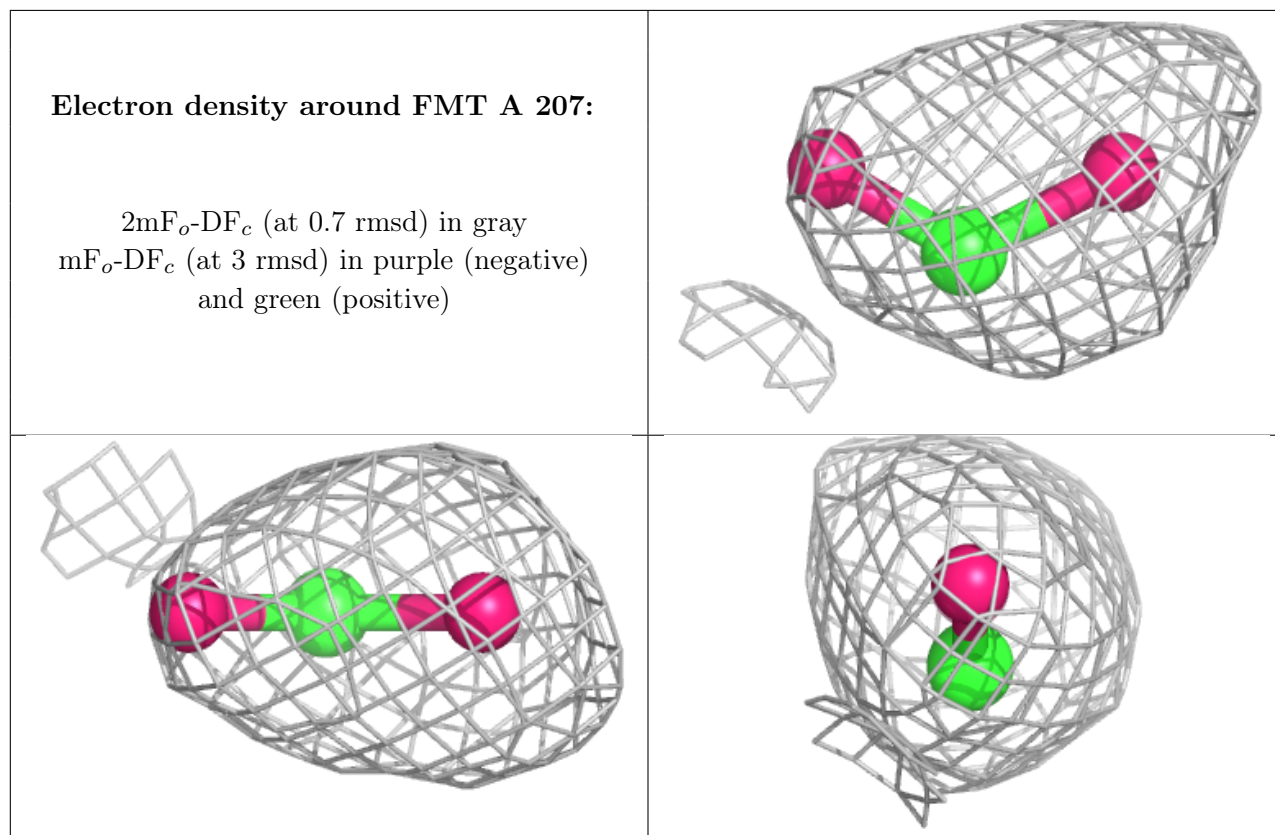 Electron density around FMT A 207:
2mFo-DFc (at 0.7 rmsd) in gray
mFo-DFc (at 3 rmsd) in purple (negative)
and green (positive)